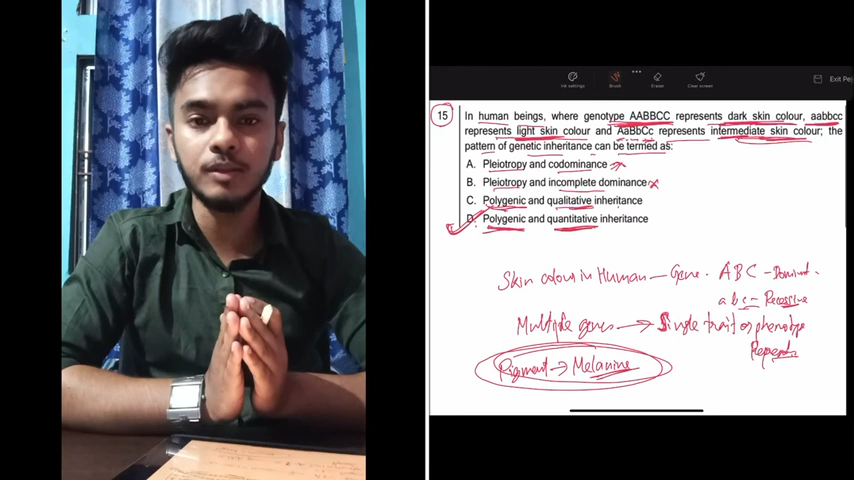 Ink settings Brush Eraser Clear screen Exit Pe
15 In human beings, where genotype AABBCC represents dark skin colour, aabbcc
represents light skin colour and AaBbCc represents intermediate skin colour; the
pattern of genetic inheritance can be termed as:
A. Pleiotropy and codominance
B. Pleiotropy and incomplete dominance
C. Polygenic and qualitative inheritance
D. Polygenic and quantitative inheritance
Skin colour in Human — Gene. ABC – Dominant.
abc – Recessive
Multiple genes → Single trait or phenotype
Pigment → Melanine